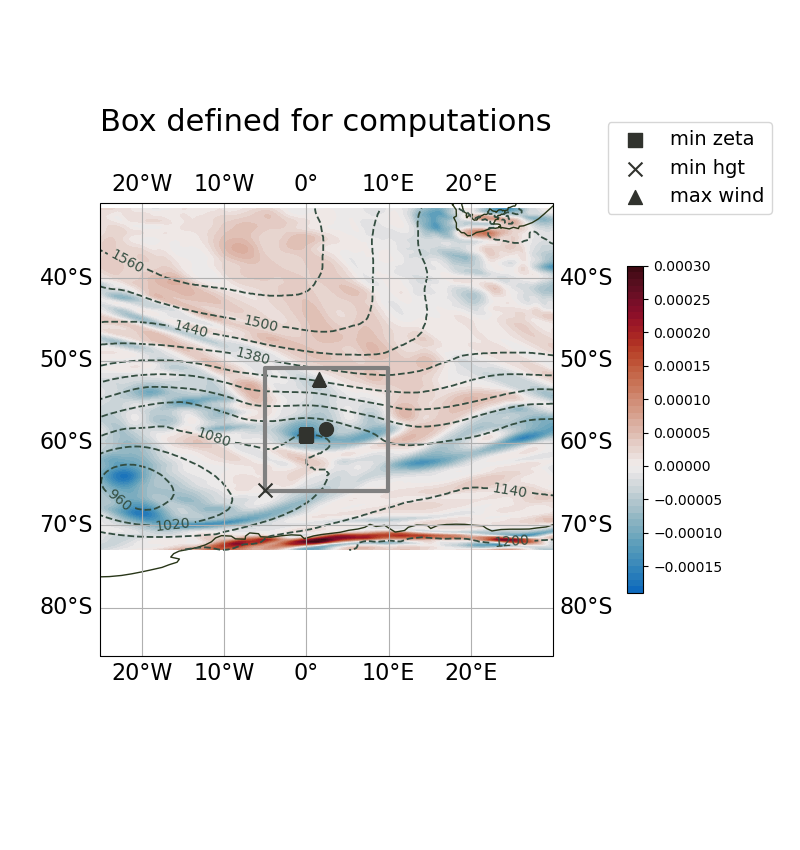 Box defined for computations
min zeta
min hgt
max wind
20°W 10°W 0° 10°E 20°E
40°S 40°S
50°S 50°S
60°S 60°S
70°S 70°S
80°S 80°S
20°W 10°W 0° 10°E 20°E
1560
1500
1440
1380
1080
960
1020
1140
1200
0.00030
0.00025
0.00020
0.00015
0.00010
0.00005
0.00000
−0.00005
−0.00010
−0.00015